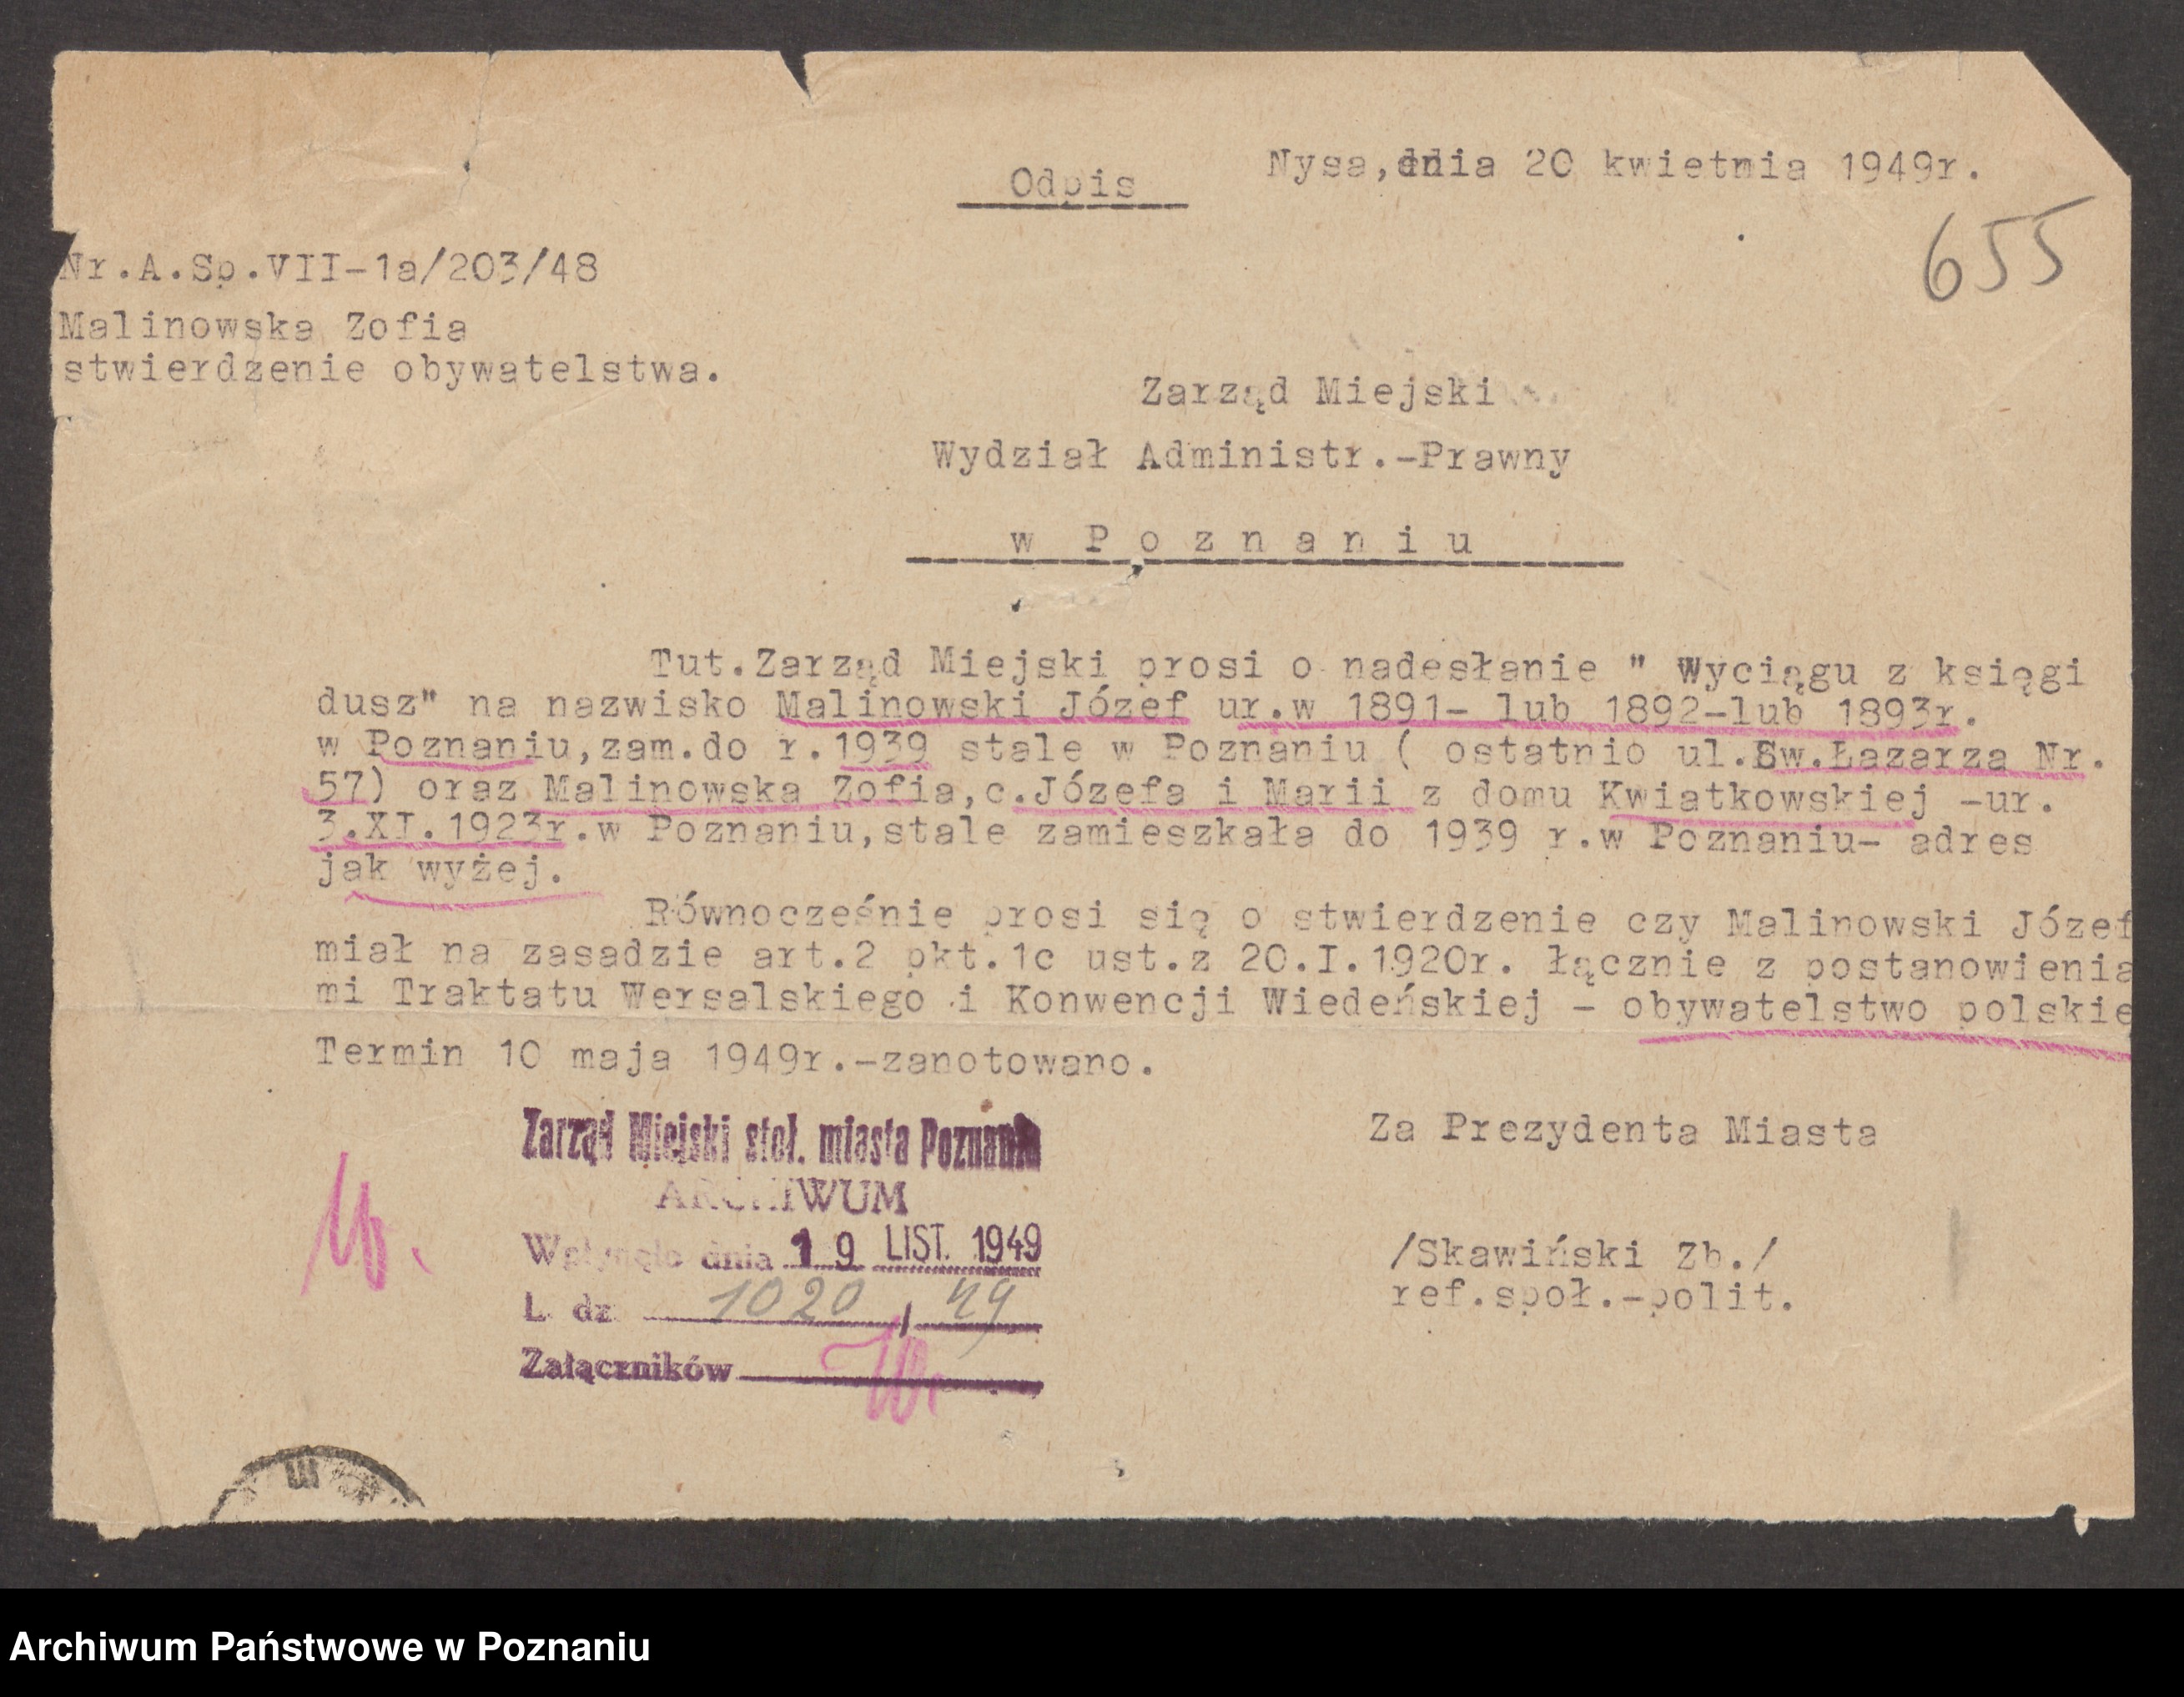 Odpis
Nysa, dnia 20 kwietnia 1949r.
655
Nr.A.Sp.VII-1a/203/48
Malinowska Zofia
stwierdzenie obywatelstwa.
Zarząd Miejski
Wydział Administr.-Prawny
w P o z n a n i u
Tut.Zarząd Miejski prosi o nadesłanie " Wyciągu z księgi
dusz" na nazwisko Malinowski Józef ur.w 1891- lub 1892-lub 1893r.
w Poznaniu,zam.do r.1939 stale w Poznaniu ( ostatnio ul.Sw.Łazarza Nr.
57) oraz Malinowska Zofia,c.Józefa i Marii z domu Kwiatkowskiej -ur.
3.XI.1923r.w Poznaniu,stale zamieszkała do 1939 r.w Poznaniu- adres
jak wyżej.
Równocześnie prosi się o stwierdzenie czy Malinowski Józef
miał na zasadzie art.2 pkt.1c ust.z 20.I.1920r. łącznie z postanowienia
mi Traktatu Wersalskiego i Konwencji Wiedeńskiej - obywatelstwo polskie
Termin 10 maja 1949r.-zanotowano.
Zarząd Miejski stoł. miasta Poznania
ARCHIWUM
Wpłynęło dnia 19 LIST. 1949
L. dz. 1020 / 49
Załączników
Za Prezydenta Miasta
/Skawiński Zb./
ref.społ.-polit.
Archiwum Państwowe w Poznaniu